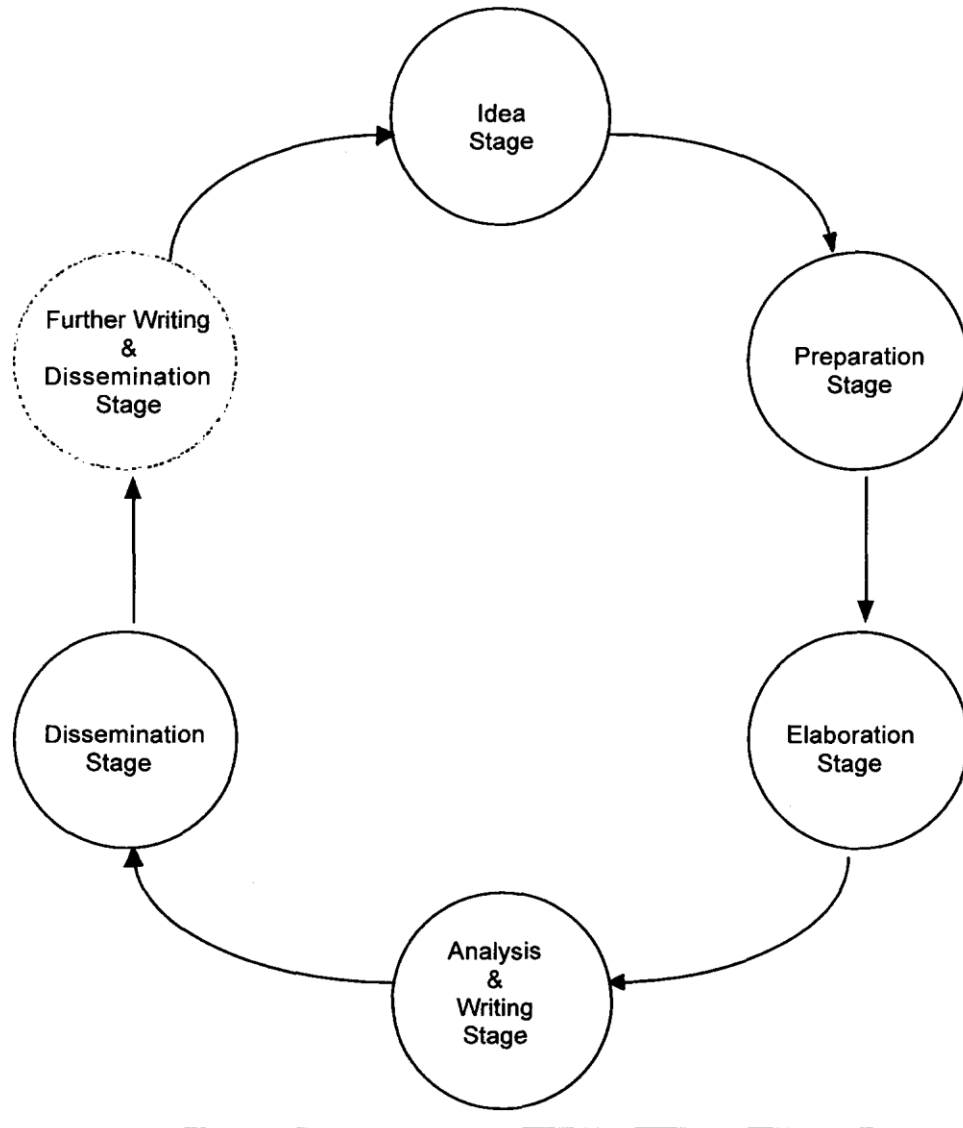 Idea
Stage
Preparation
Stage
Elaboration
Stage
Analysis
&
Writing
Stage
Dissemination
Stage
Further Writing
&
Dissemination
Stage